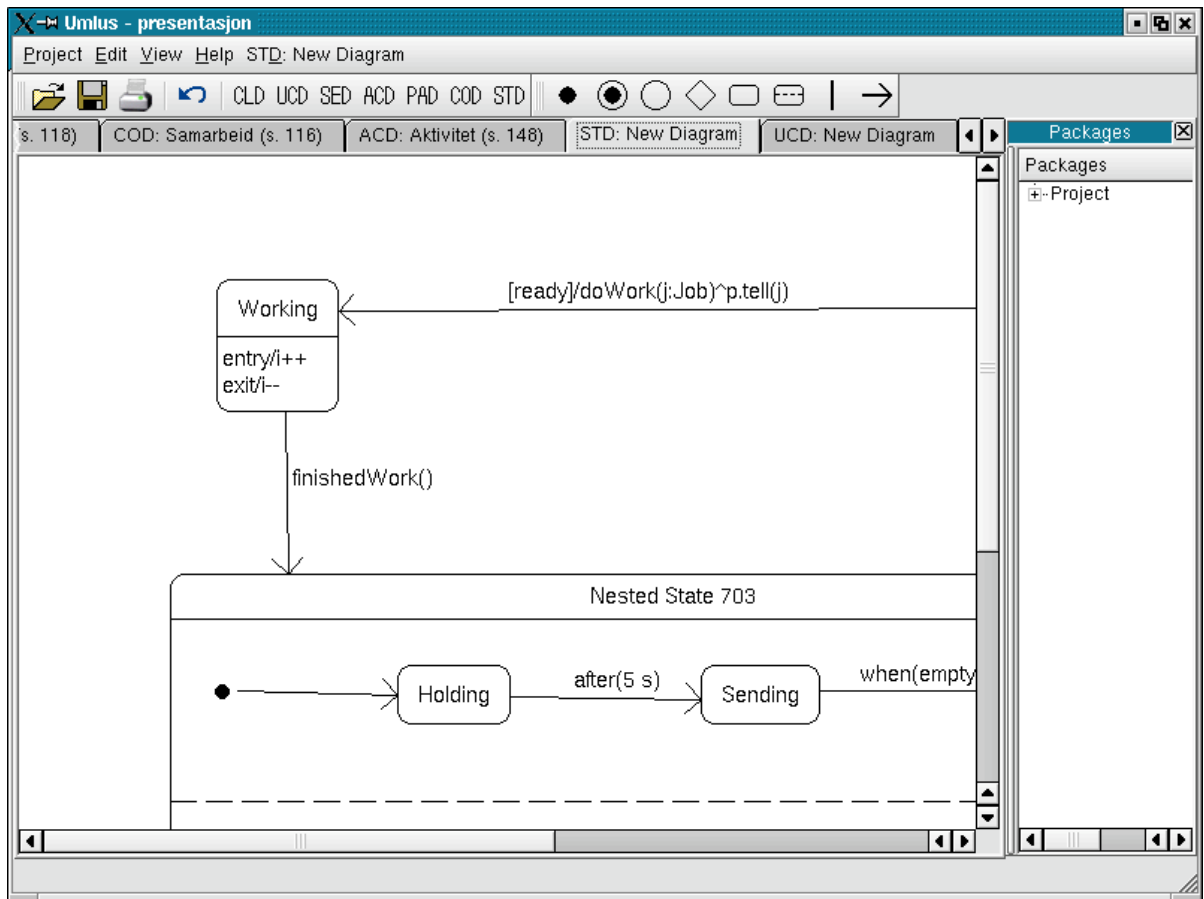 Umlus - presentasjon
Project Edit View Help STD: New Diagram
CLD UCD SED ACD PAD COD STD
s. 118) COD: Samarbeid (s. 116) ACD: Aktivitet (s. 148) STD: New Diagram UCD: New Diagram
Packages
Packages
Project
[ready]/doWork(j:Job)^p.tell(j)
Working
entry/i++
exit/i--
finishedWork()
Nested State 703
after(5 s)
when(empty
Holding
Sending